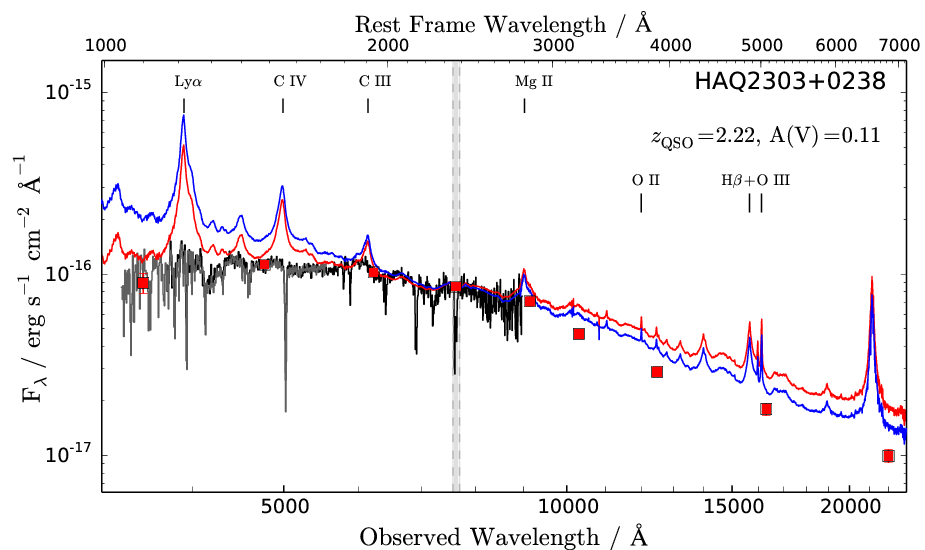 Rest Frame Wavelength / Å
1000 2000 3000 4000 5000 6000 7000
Lyα C IV C III Mg II
HAQ2303+0238
z_QSO=2.22, A(V)=0.11
O II Hβ+O III
10⁻¹⁵
10⁻¹⁶
10⁻¹⁷
F_λ / erg s⁻¹ cm⁻² Å⁻¹
5000 10000 15000 20000
Observed Wavelength / Å